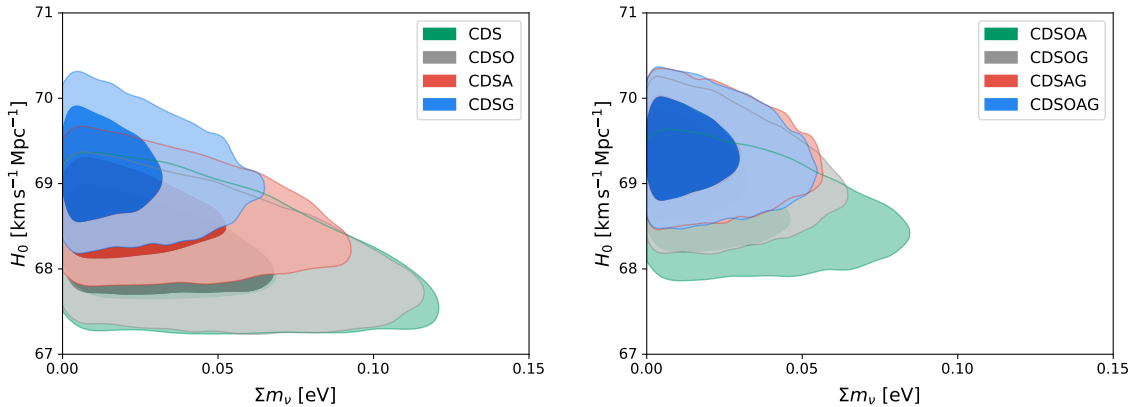 71
70
69
68
67
H₀ [km s⁻¹ Mpc⁻¹]
0.00 0.05 0.10 0.15
Σmᵥ [eV]
CDS
CDSO
CDSA
CDSG
71
70
69
68
67
H₀ [km s⁻¹ Mpc⁻¹]
0.00 0.05 0.10 0.15
Σmᵥ [eV]
CDSOA
CDSOG
CDSAG
CDSOAG